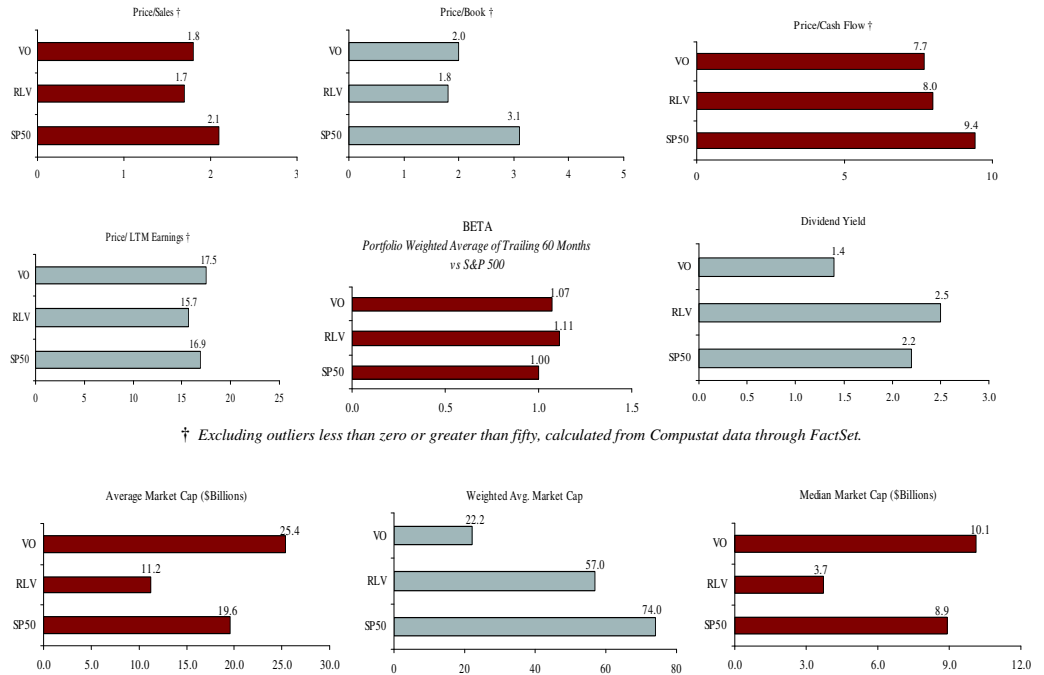 Price/Sales †
VO 1.8
RLV 1.7
SP50 2.1
0 1 2 3
Price/Book †
VO 2.0
RLV 1.8
SP50 3.1
0 1 2 3 4 5
Price/Cash Flow †
VO 7.7
RLV 8.0
SP50 9.4
0 5 10
Price/ LTM Earnings †
VO 17.5
RLV 15.7
SP50 16.9
0 5 10 15 20 25
BETA
Portfolio Weighted Average of Trailing 60 Months
vs S&P 500
VO 1.07
RLV 1.11
SP50 1.00
0.0 0.5 1.0 1.5
Dividend Yield
VO 1.4
RLV 2.5
SP50 2.2
0.0 0.5 1.0 1.5 2.0 2.5 3.0
† Excluding outliers less than zero or greater than fifty, calculated from Compustat data through FactSet.
Average Market Cap ($Billions)
VO 25.4
RLV 11.2
SP50 19.6
0.0 5.0 10.0 15.0 20.0 25.0 30.0
Weighted Avg. Market Cap
VO 22.2
RLV 57.0
SP50 74.0
0 20 40 60 80
Median Market Cap ($Billions)
VO 10.1
RLV 3.7
SP50 8.9
0.0 3.0 6.0 9.0 12.0